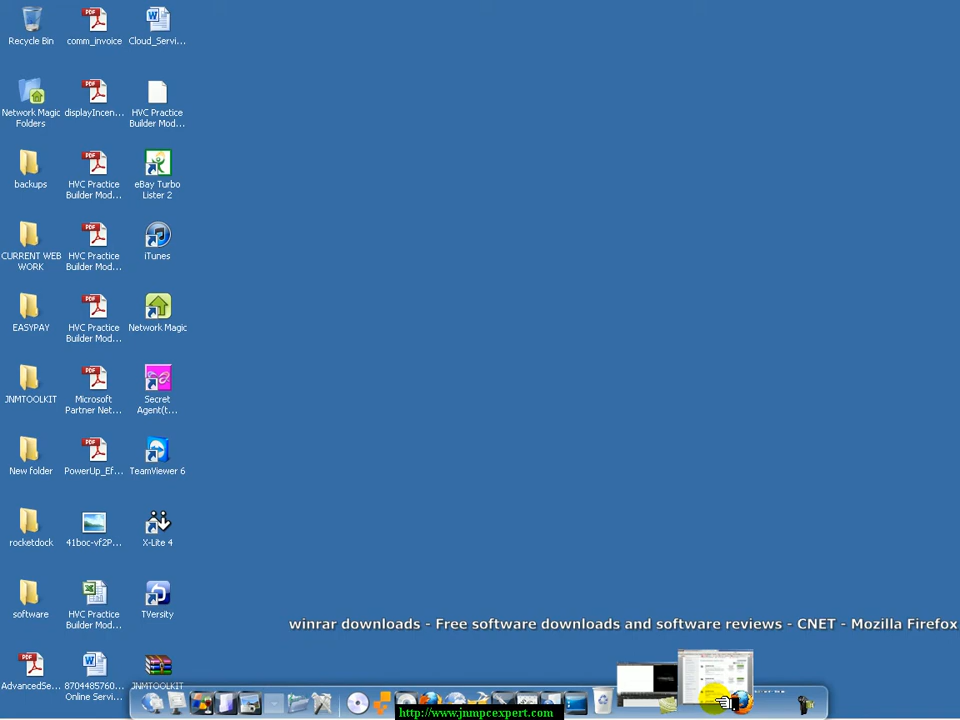 Recycle Bin
comm_invoice
Cloud_Servi...
Network Magic
Folders
displayIncen...
HVC Practice
Builder Mod...
backups
HVC Practice
Builder Mod...
eBay Turbo
Lister 2
CURRENT WEB
WORK
HVC Practice
Builder Mod...
iTunes
EASYPAY
HVC Practice
Builder Mod...
Network Magic
JNMTOOLKIT
Microsoft
Partner Net...
Secret
Agent(t...
New folder
PowerUp_Ef...
TeamViewer 6
rocketdock
41boc-vf2P...
X-Lite 4
software
HVC Practice
Builder Mod...
TVersity
winrar downloads - Free software downloads and software reviews - CNET - Mozilla Firefox
AdvancedSe...
8704485760...
Online Servi...
JNMTOOLKIT
http://www.jnmpcexpert.com